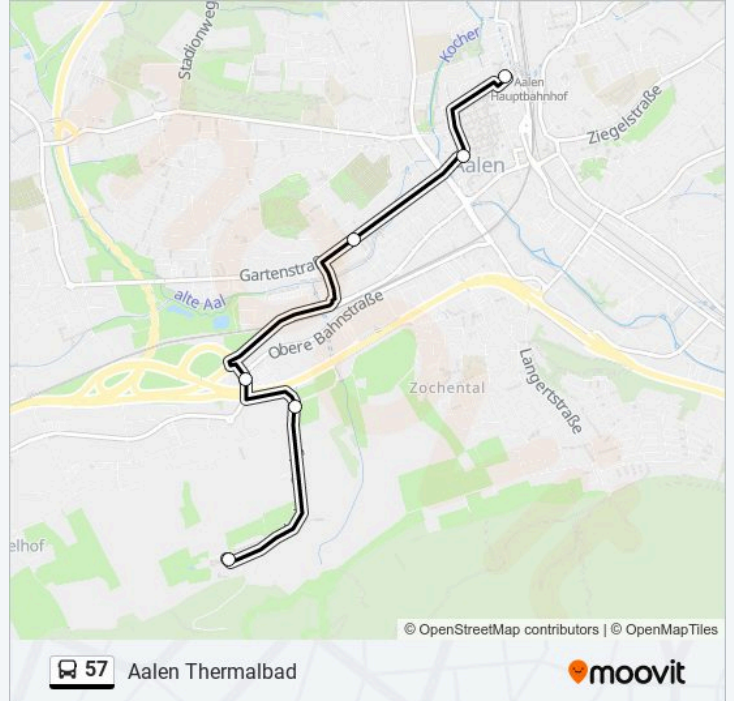 Stadionweg
Kocher
Aalen
Hauptbahnhof
Ziegelstraße
Aalen
Gartenstra
alte Aal
Obere Bahnstraße
Langertstraße
Zochental
elhof
© OpenStreetMap contributors | © OpenMapTiles
57 Aalen Thermalbad
moovit